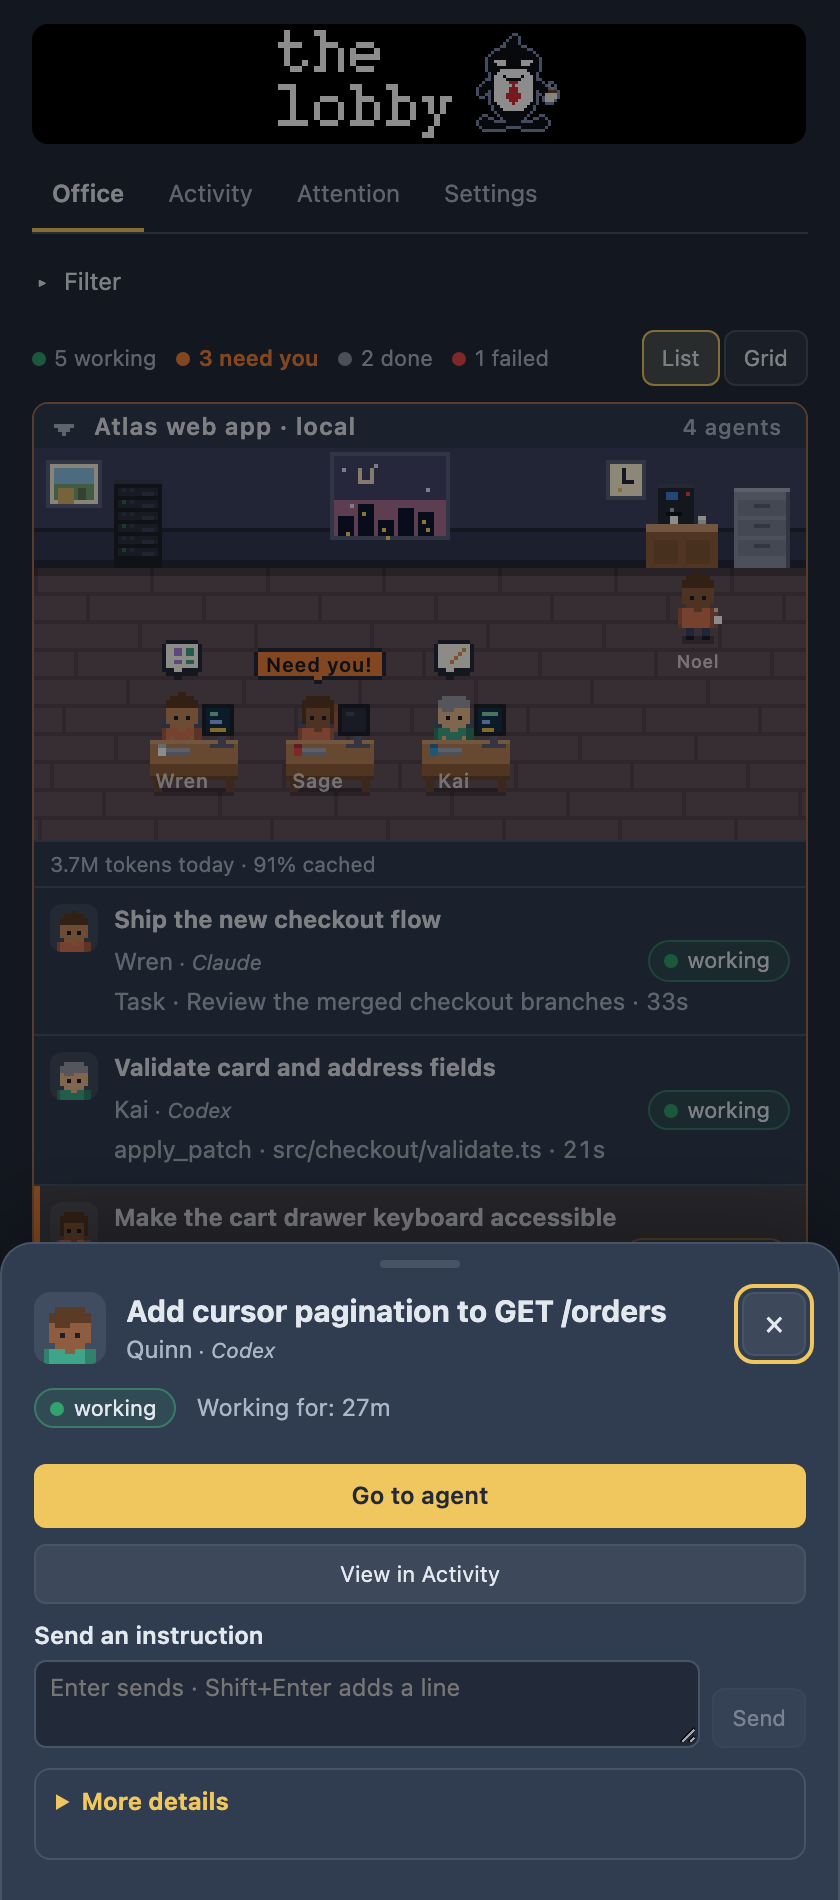 the
lobby
Office Activity Attention Settings
▸ Filter
5 working 3 need you 2 done 1 failed List Grid
Atlas web app · local 4 agents
Noel
Need you!
Wren Sage Kai
3.7M tokens today · 91% cached
Ship the new checkout flow
Wren · Claude working
Task · Review the merged checkout branches · 33s
Validate card and address fields
Kai · Codex working
apply_patch · src/checkout/validate.ts · 21s
Make the cart drawer keyboard accessible
Add cursor pagination to GET /orders
Quinn · Codex
working Working for: 27m
Go to agent
View in Activity
Send an instruction
Enter sends · Shift+Enter adds a line
Send
▶ More details